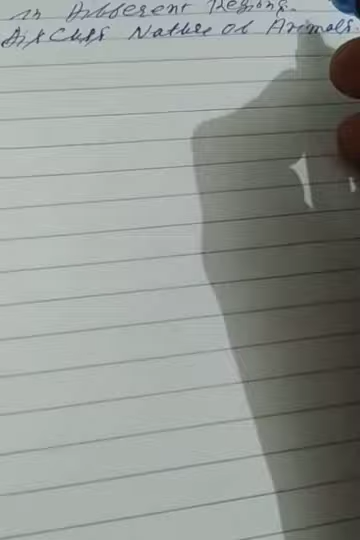 in Different Regions.
Discuss Nature of Animals.